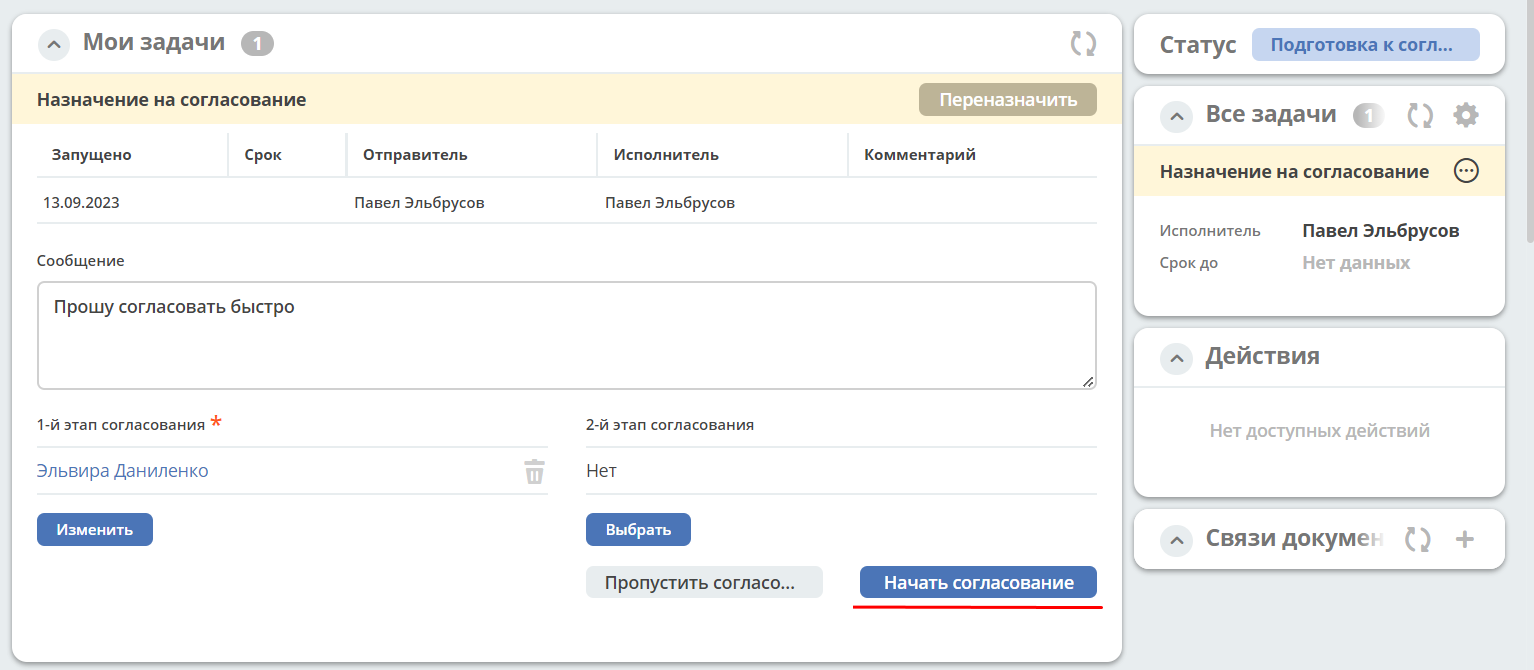 Мои задачи 1
Назначение на согласование Переназначить
Запущено Срок Отправитель Исполнитель Комментарий
13.09.2023 Павел Эльбрусов Павел Эльбрусов
Сообщение
Прошу согласовать быстро
1-й этап согласования * 2-й этап согласования
Эльвира Даниленко Нет
Изменить Выбрать
Пропустить согласо... Начать согласование
Статус Подготовка к согл...
Все задачи 1
Назначение на согласование
Исполнитель Павел Эльбрусов
Срок до Нет данных
Действия
Нет доступных действий
Связи докумен